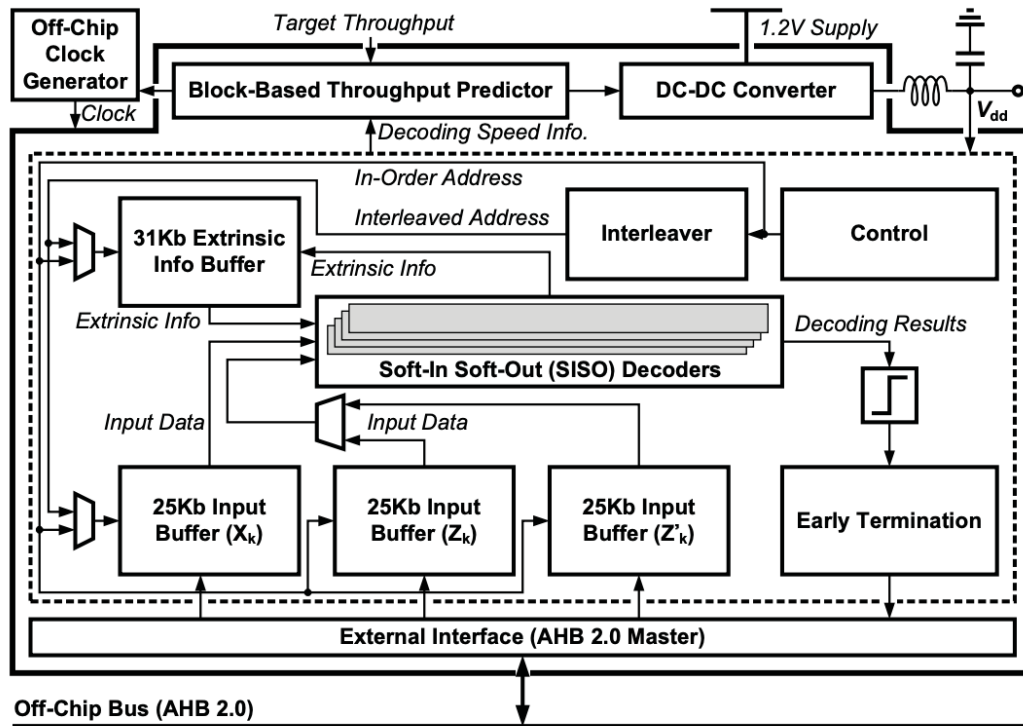 Off-Chip
Clock
Generator
Target Throughput
1.2V Supply
Block-Based Throughput Predictor
DC-DC Converter
Clock
Decoding Speed Info.
Vdd
In-Order Address
Interleaved Address
31Kb Extrinsic
Info Buffer
Interleaver
Control
Extrinsic Info
Extrinsic Info
Decoding Results
Soft-In Soft-Out (SISO) Decoders
Input Data
Input Data
25Kb Input
Buffer (Xk)
25Kb Input
Buffer (Zk)
25Kb Input
Buffer (Z'k)
Early Termination
External Interface (AHB 2.0 Master)
Off-Chip Bus (AHB 2.0)